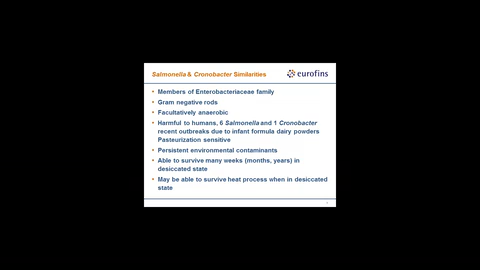 Salmonella & Cronobacter Similarities
eurofins
• Members of Enterobacteriaceae family
• Gram negative rods
• Facultatively anaerobic
• Harmful to humans, 6 Salmonella and 1 Cronobacter
recent outbreaks due to infant formula dairy powders
Pasteurization sensitive
• Persistent environmental contaminants
• Able to survive many weeks (months, years) in
desiccated state
• May be able to survive heat process when in desiccated
state